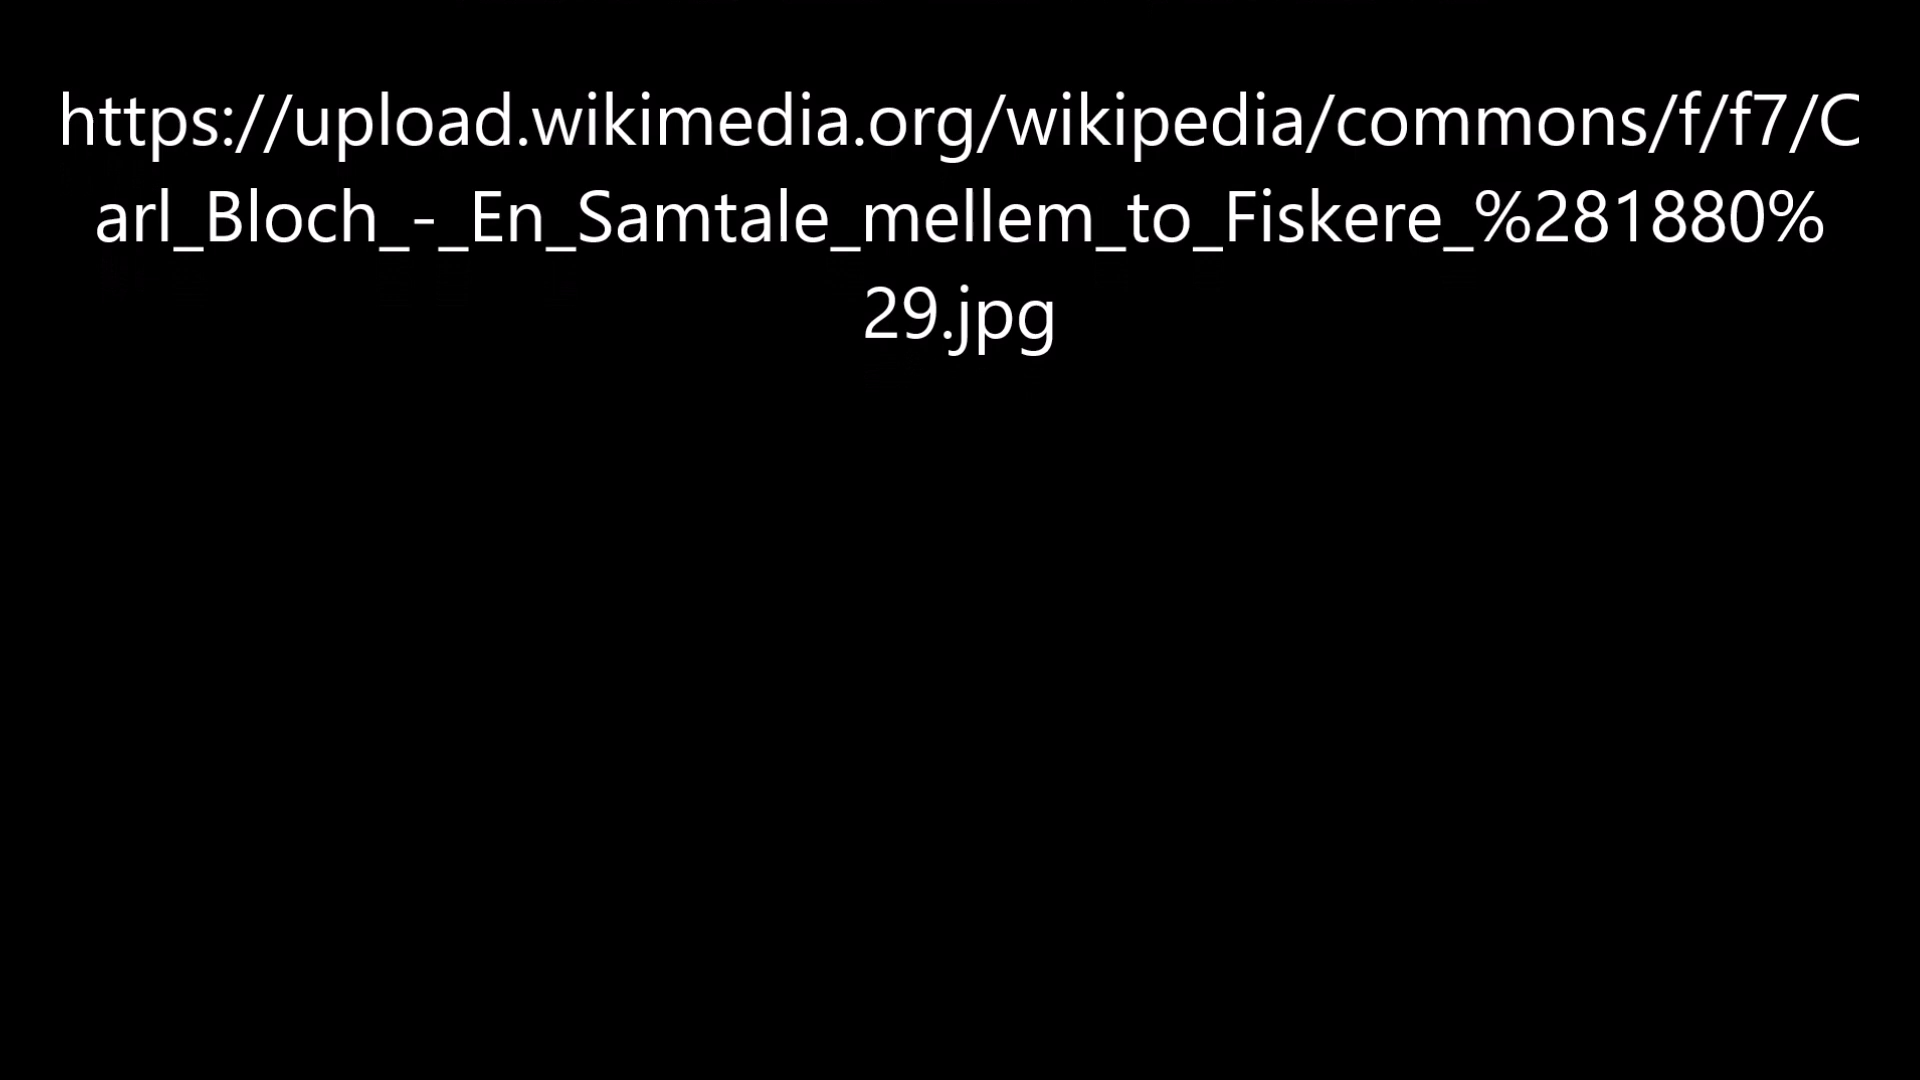 https://upload.wikimedia.org/wikipedia/commons/f/f7/C
arl_Bloch_-_En_Samtale_mellem_to_Fiskere_%281880%
29.jpg